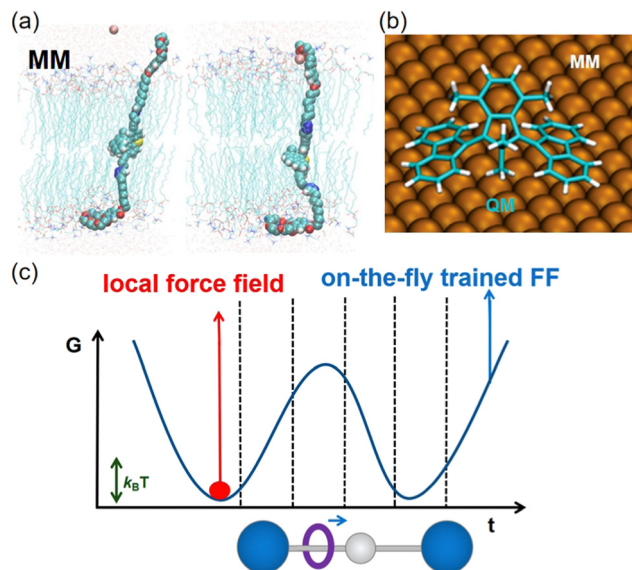 (a)
MM
(b)
MM
QM
(c)
local force field
on-the-fly trained FF
G
kBT
t